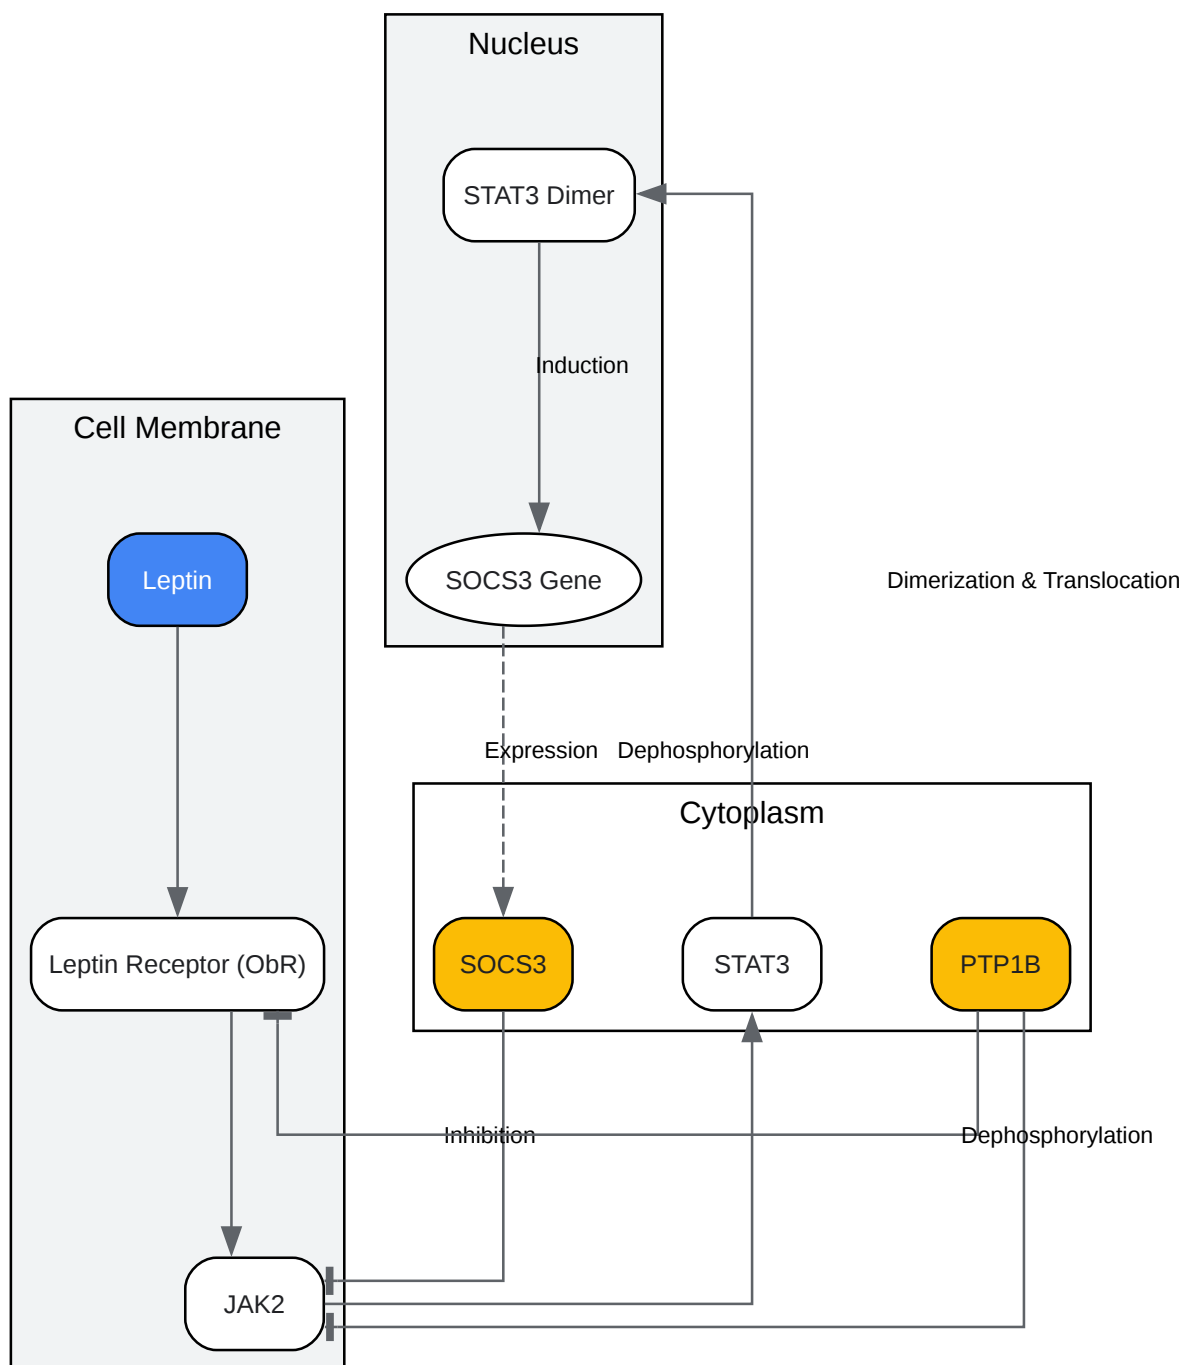 Nucleus
STAT3 Dimer
Induction
Cell Membrane
Leptin
SOCS3 Gene
Dimerization & Translocation
Expression
Dephosphorylation
Cytoplasm
Leptin Receptor (ObR)
SOCS3
STAT3
PTP1B
Inhibition
Dephosphorylation
JAK2